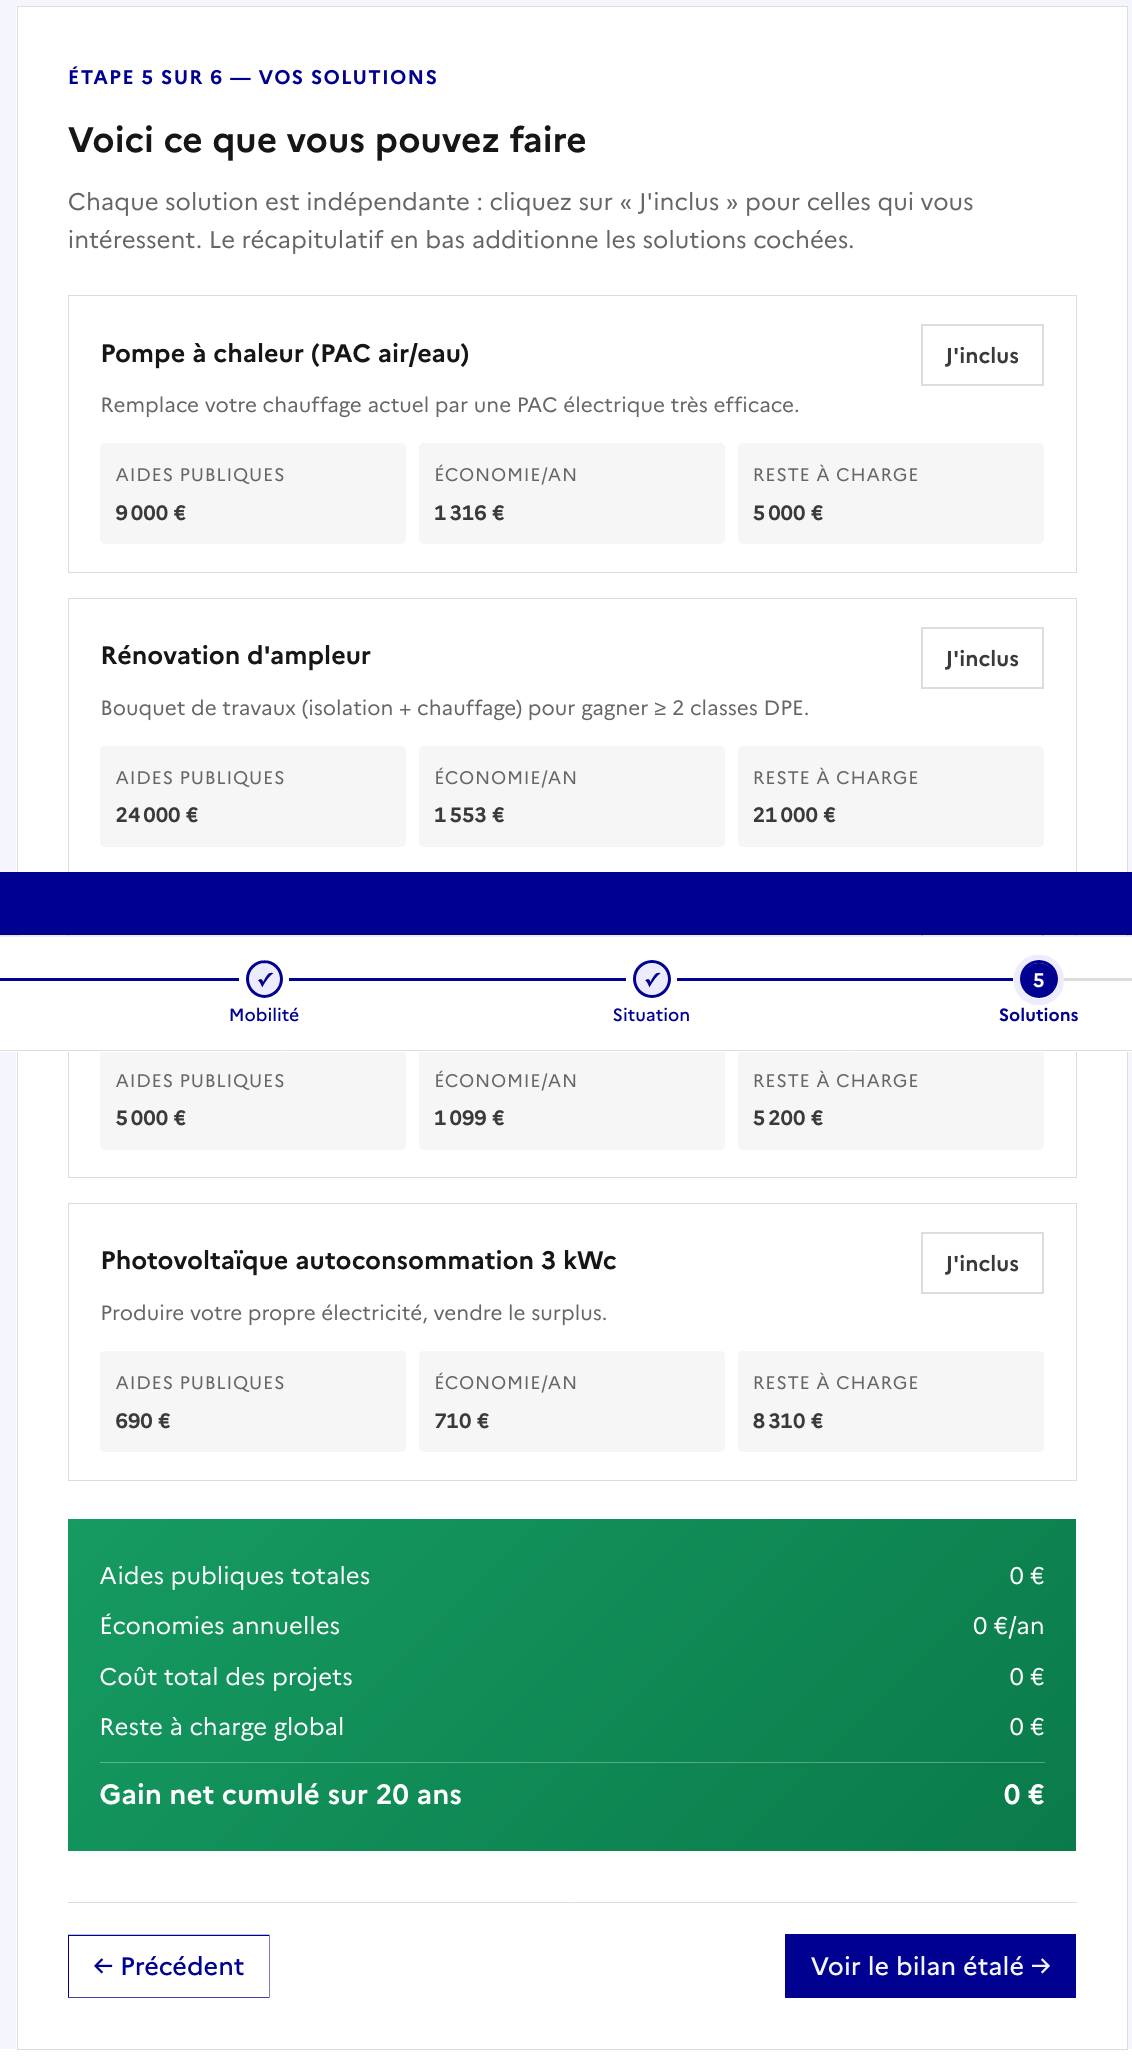 ÉTAPE 5 SUR 6 — VOS SOLUTIONS
Voici ce que vous pouvez faire
Chaque solution est indépendante : cliquez sur « J'inclus » pour celles qui vous
intéressent. Le récapitulatif en bas additionne les solutions cochées.
Pompe à chaleur (PAC air/eau)
J'inclus
Remplace votre chauffage actuel par une PAC électrique très efficace.
AIDES PUBLIQUES
9 000 €
ÉCONOMIE/AN
1 316 €
RESTE À CHARGE
5 000 €
Rénovation d'ampleur
J'inclus
Bouquet de travaux (isolation + chauffage) pour gagner ≥ 2 classes DPE.
AIDES PUBLIQUES
24 000 €
ÉCONOMIE/AN
1 553 €
RESTE À CHARGE
21 000 €
✓
Mobilité
✓
Situation
5
Solutions
AIDES PUBLIQUES
5 000 €
ÉCONOMIE/AN
1 099 €
RESTE À CHARGE
5 200 €
Photovoltaïque autoconsommation 3 kWc
J'inclus
Produire votre propre électricité, vendre le surplus.
AIDES PUBLIQUES
690 €
ÉCONOMIE/AN
710 €
RESTE À CHARGE
8 310 €
Aides publiques totales 0 €
Économies annuelles 0 €/an
Coût total des projets 0 €
Reste à charge global 0 €
Gain net cumulé sur 20 ans 0 €
← Précédent
Voir le bilan étalé →